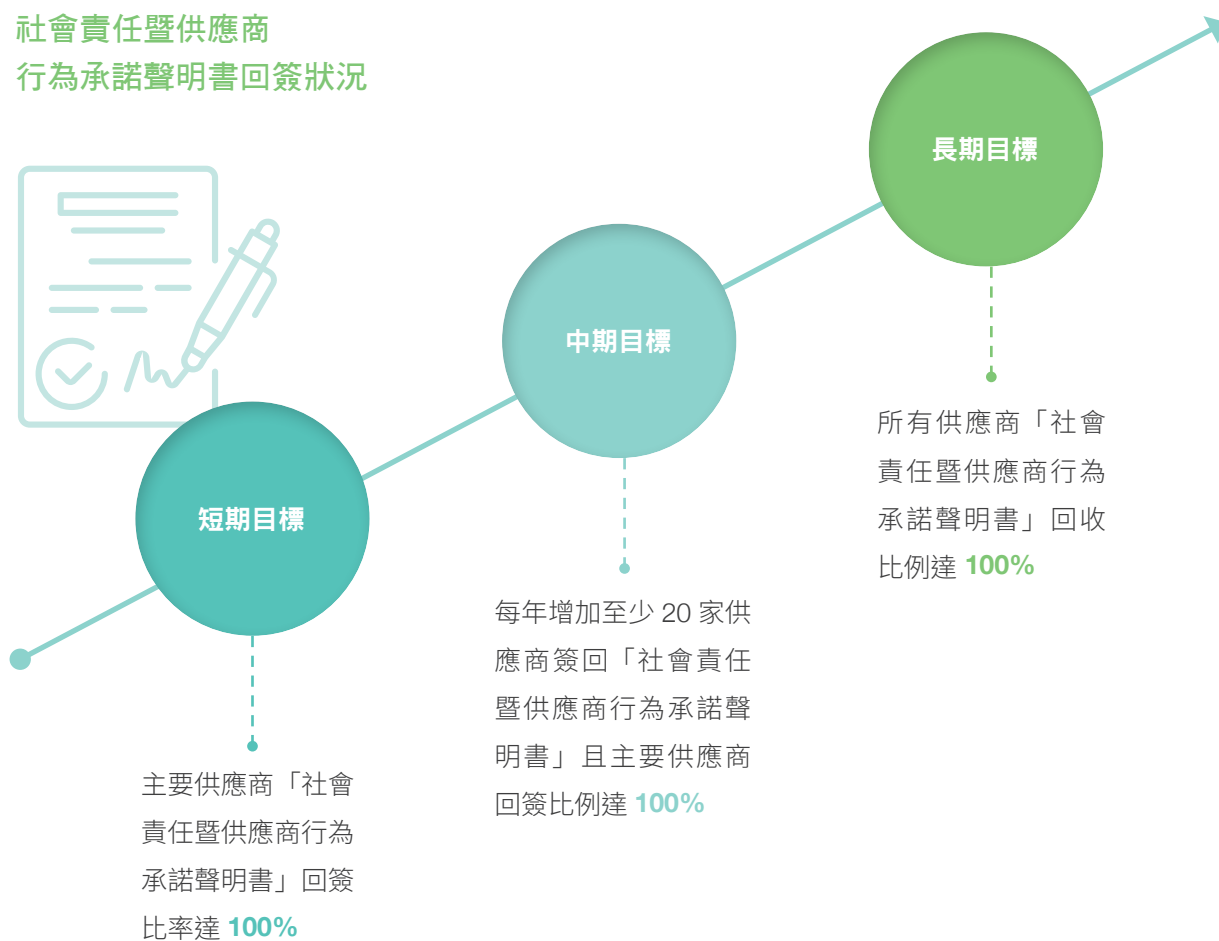 社會責任暨供應商
行為承諾聲明書回簽狀況
短期目標
主要供應商「社會
責任暨供應商行為
承諾聲明書」回簽
比率達 100%
中期目標
每年增加至少 20 家供
應商簽回「社會責任
暨供應商行為承諾聲
明書」且主要供應商
回簽比例達 100%
長期目標
所有供應商「社會
責任暨供應商行為
承諾聲明書」回收
比例達 100%